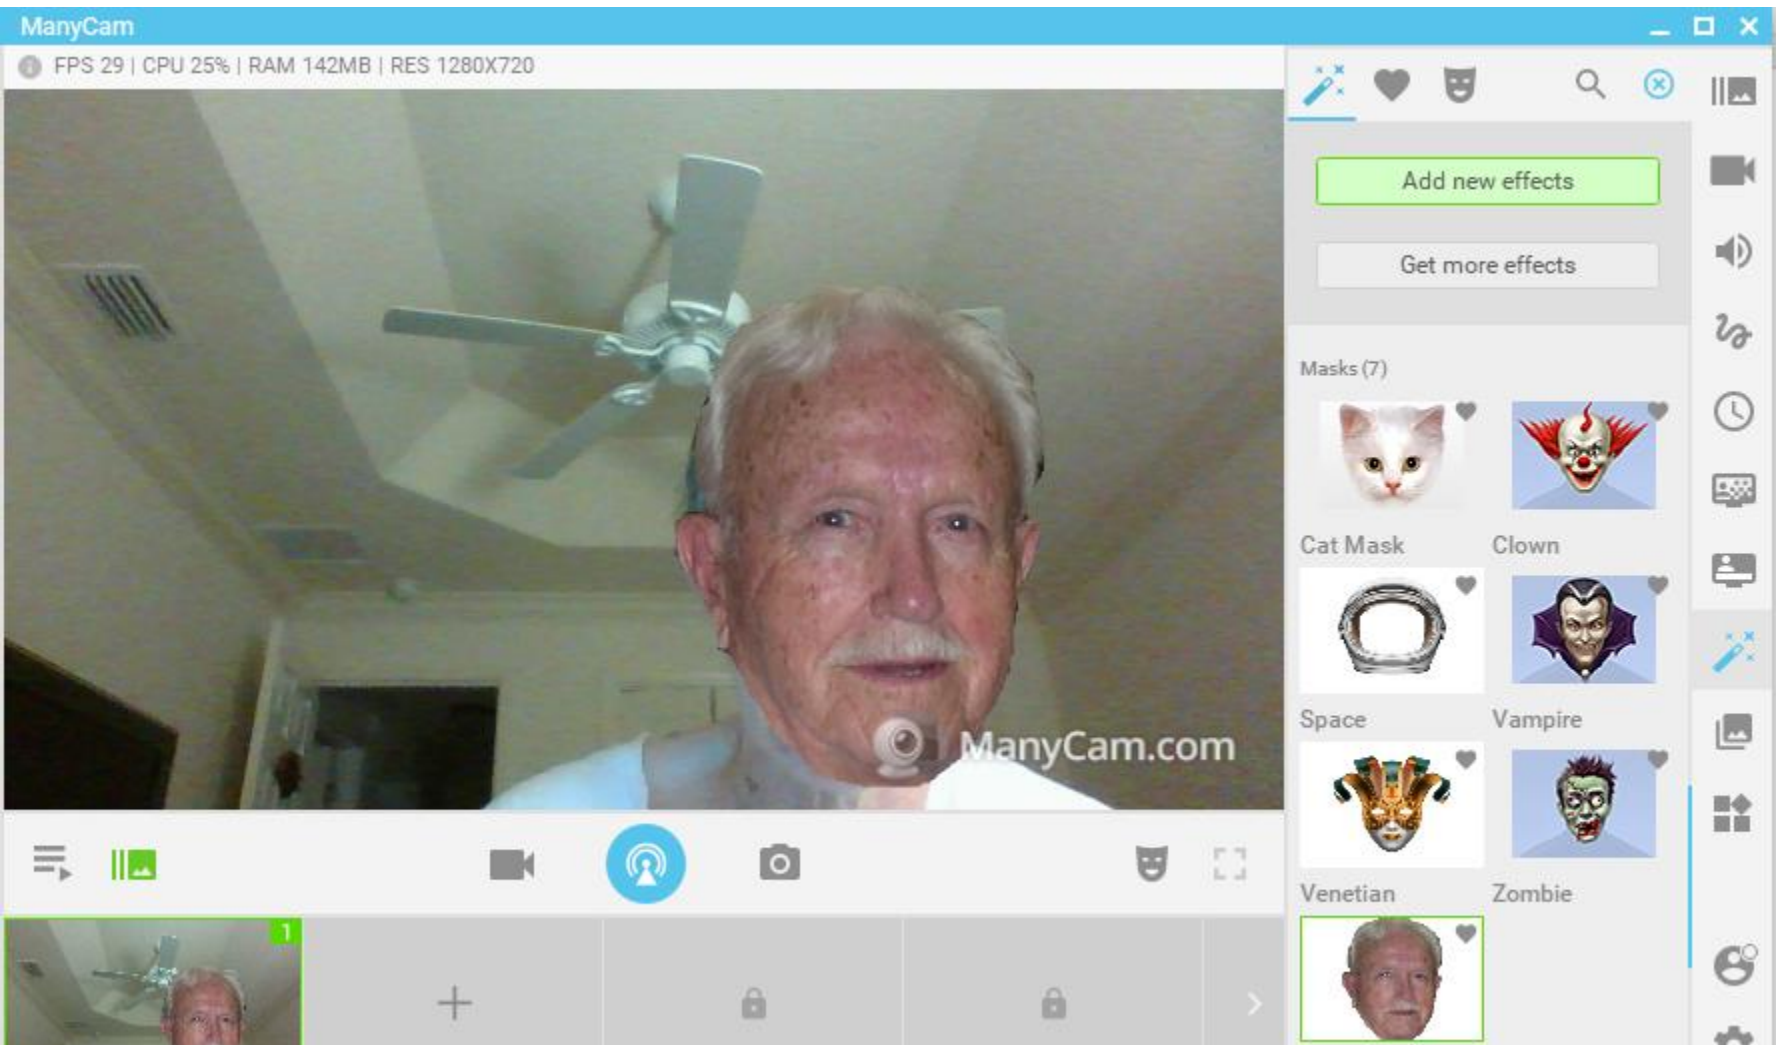 ManyCam
FPS 29 | CPU 25% | RAM 142MB | RES 1280X720
Add new effects
Get more effects
Masks (7)
Cat Mask
Clown
Space
Vampire
Venetian
Zombie
ManyCam.com
1